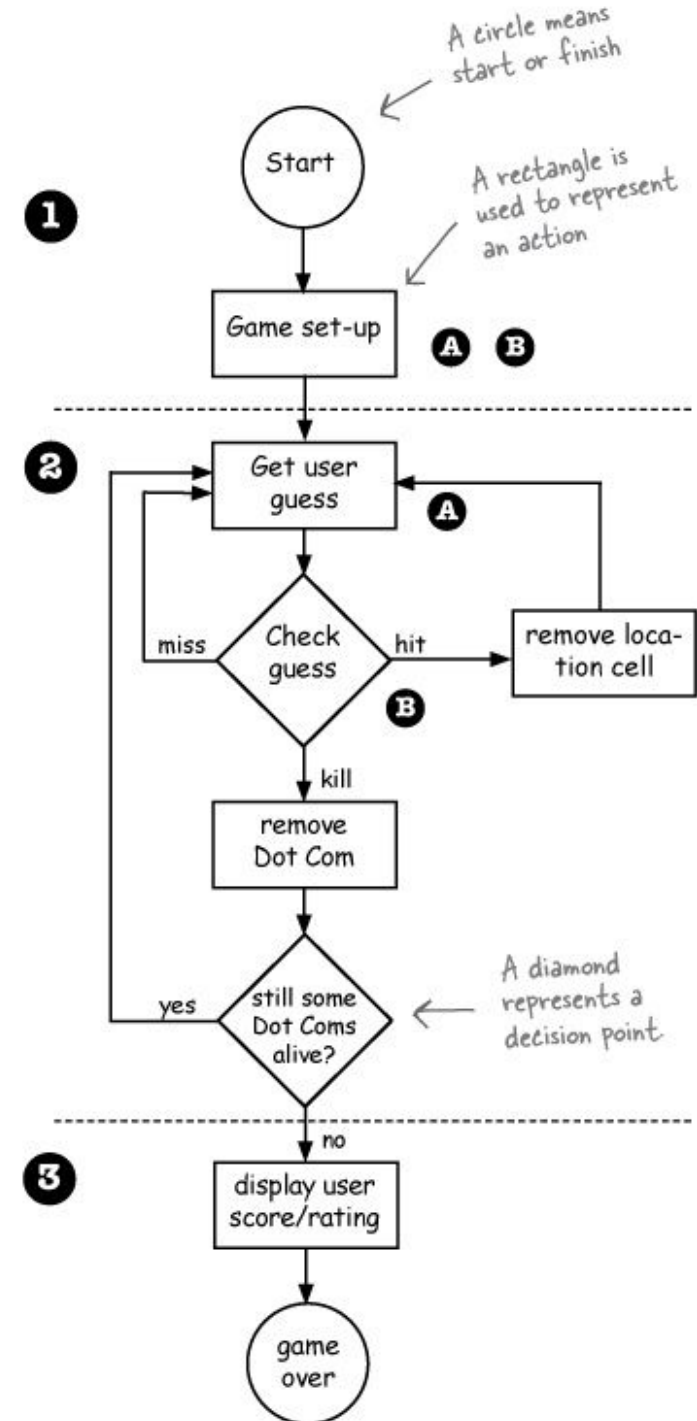 A circle means
start or finish
Start
A rectangle is
used to represent
an action
1
Game set-up
A B
2
Get user
guess
A
miss
Check
guess
hit
remove loca-
tion cell
B
kill
remove
Dot Com
yes
still some
Dot Coms
alive?
A diamond
represents a
decision point.
no
3
display user
score/rating
game
over